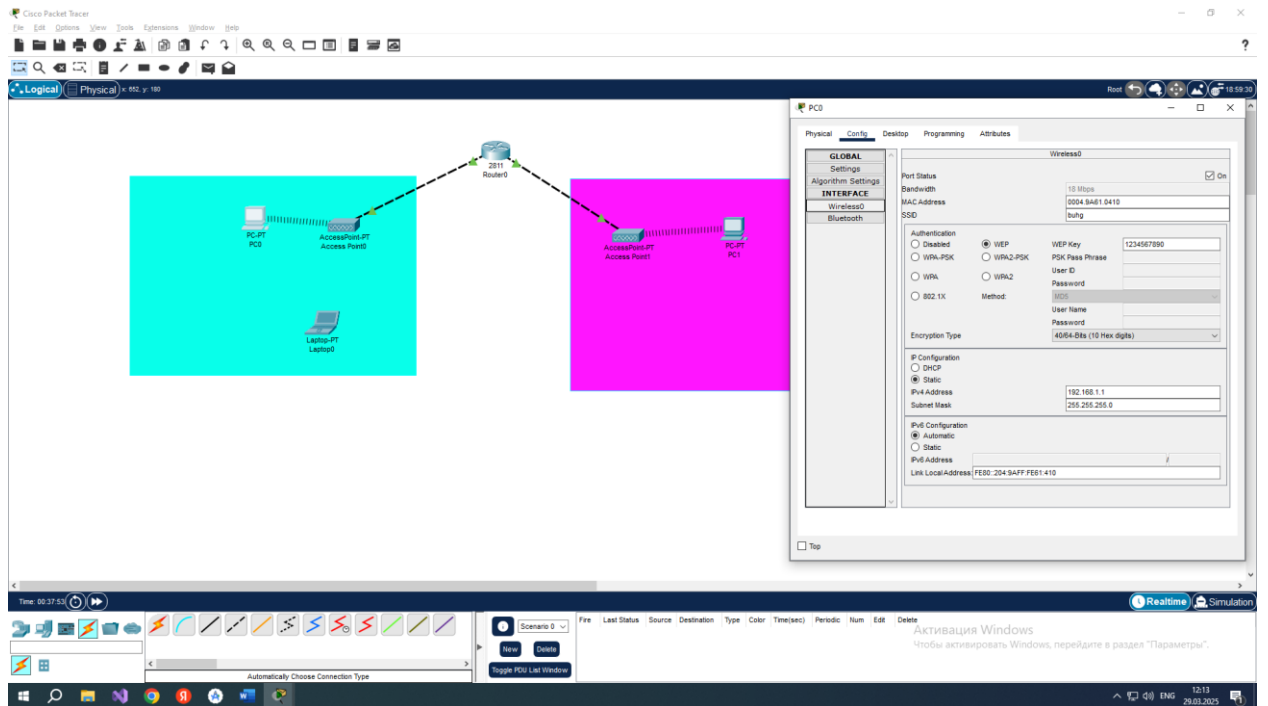 Cisco Packet Tracer
File Edit Options View Tools Extensions Window Help
?
Logical Physical x: 652, y: 180
Root 18:59:30
2811
Router0
PC-PT
PC0
AccessPoint-PT
Access Point0
Laptop-PT
Laptop0
AccessPoint-PT
Access Point1
PC-PT
PC1
PC0
Physical Config Desktop Programming Attributes
GLOBAL
Settings
Algorithm Settings
INTERFACE
Wireless0
Bluetooth
Wireless0
Port Status On
Bandwidth 18 Mbps
MAC Address 0004.9A61.0410
SSID buhg
Authentication
Disabled WEP WEP Key 1234567890
WPA-PSK WPA2-PSK PSK Pass Phrase
User ID
WPA WPA2
Password
802.1X Method: MD5
User Name
Password
Encryption Type 40/64-Bits (10 Hex digits)
IP Configuration
DHCP
Static
IPv4 Address 192.168.1.1
Subnet Mask 255.255.255.0
IPv6 Configuration
Automatic
Static
IPv6 Address /
Link Local Address: FE80::204:9AFF:FE61:410
Top
Time: 00:37:53
Realtime Simulation
Scenario 0
New Delete
Toggle PDU List Window
Fire Last Status Source Destination Type Color Time(sec) Periodic Num Edit Delete
Automatically Choose Connection Type
Активация Windows
Чтобы активировать Windows, перейдите в раздел "Параметры".
ENG
12:13
29.03.2025